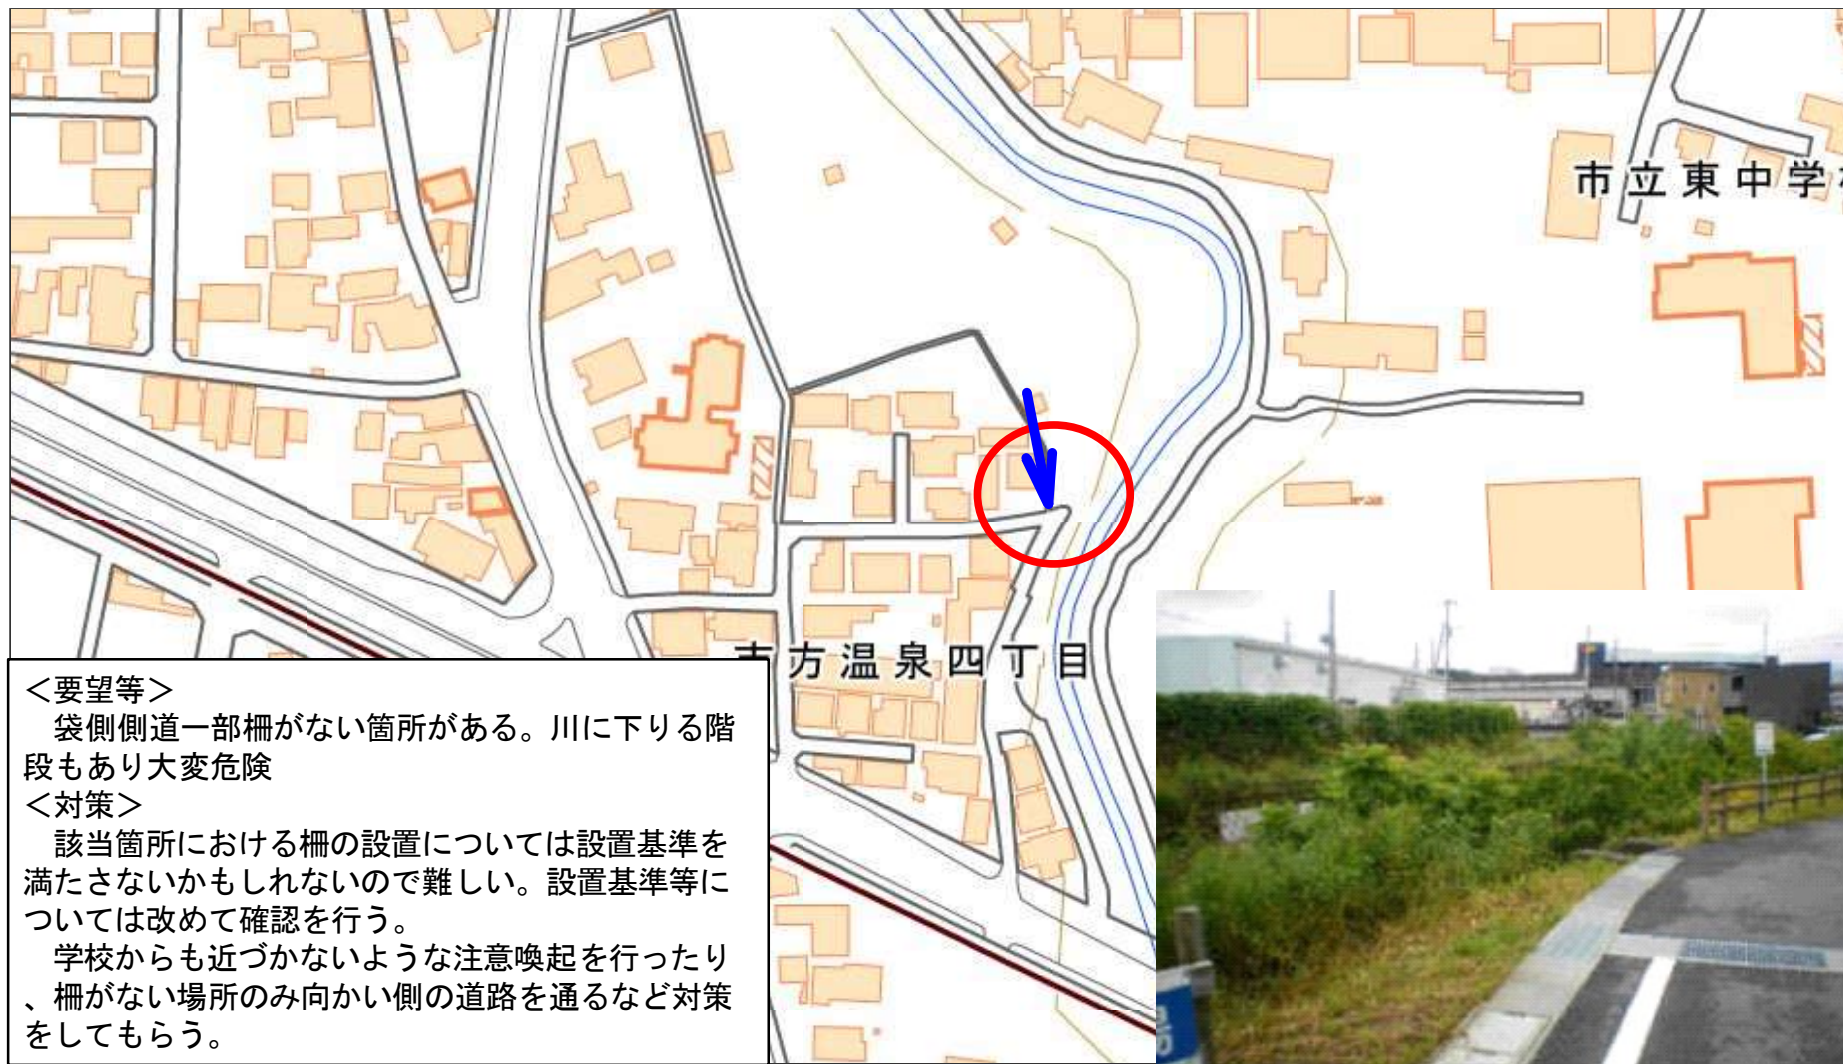 市立東中学
方温泉四丁目
＜要望等＞
　袋側側道一部柵がない箇所がある。川に下りる階
段もあり大変危険
＜対策＞
　該当箇所における柵の設置については設置基準を
満たさないかもしれないので難しい。設置基準等に
ついては改めて確認を行う。
　学校からも近づかないような注意喚起を行ったり
、柵がない場所のみ向かい側の道路を通るなど対策
をしてもらう。